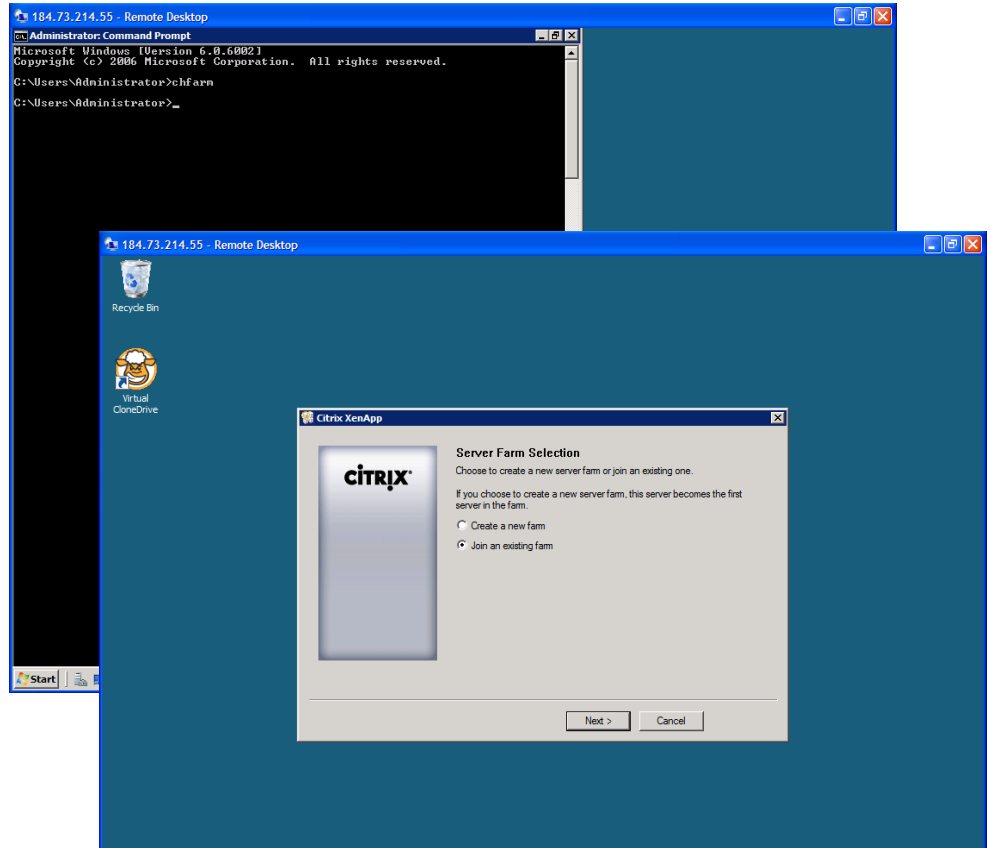 184.73.214.55 - Remote Desktop
Administrator: Command Prompt
Microsoft Windows [Version 6.0.6002]
Copyright (c) 2006 Microsoft Corporation.  All rights reserved.
C:\Users\Administrator>chfarm
C:\Users\Administrator>_
Start
184.73.214.55 - Remote Desktop
Recycle Bin
Virtual
CloneDrive
Citrix XenApp
CİTRỊX
Server Farm Selection
Choose to create a new server farm or join an existing one.
If you choose to create a new server farm, this server becomes the first
server in the farm.
Create a new farm
Join an existing farm
Next >
Cancel